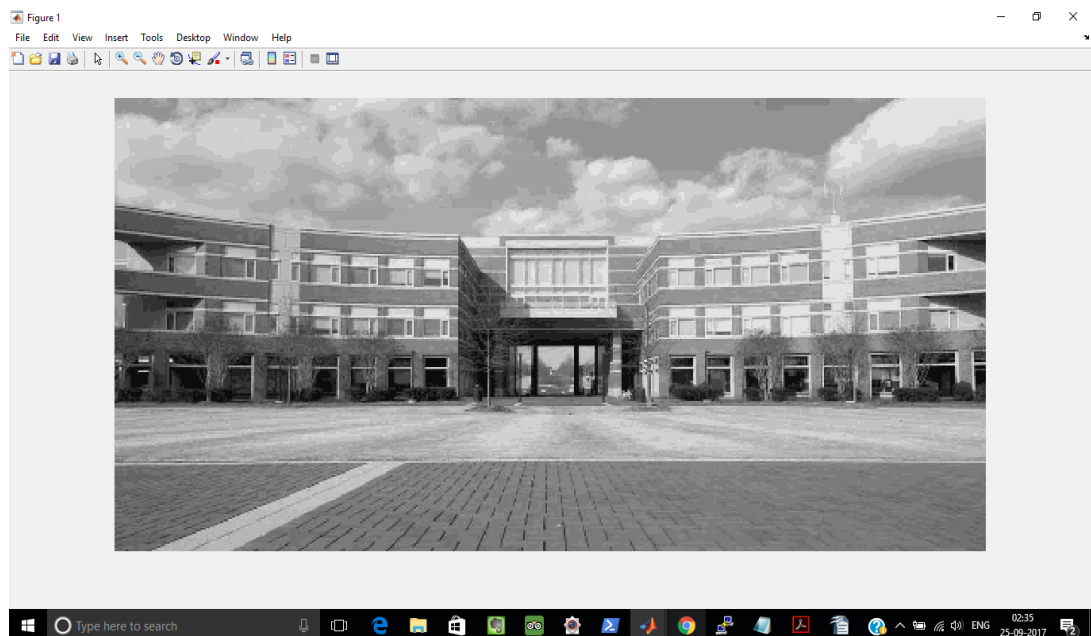 Figure 1
File Edit View Insert Tools Desktop Window Help
Type here to search
ENG
02:35
25-09-2017